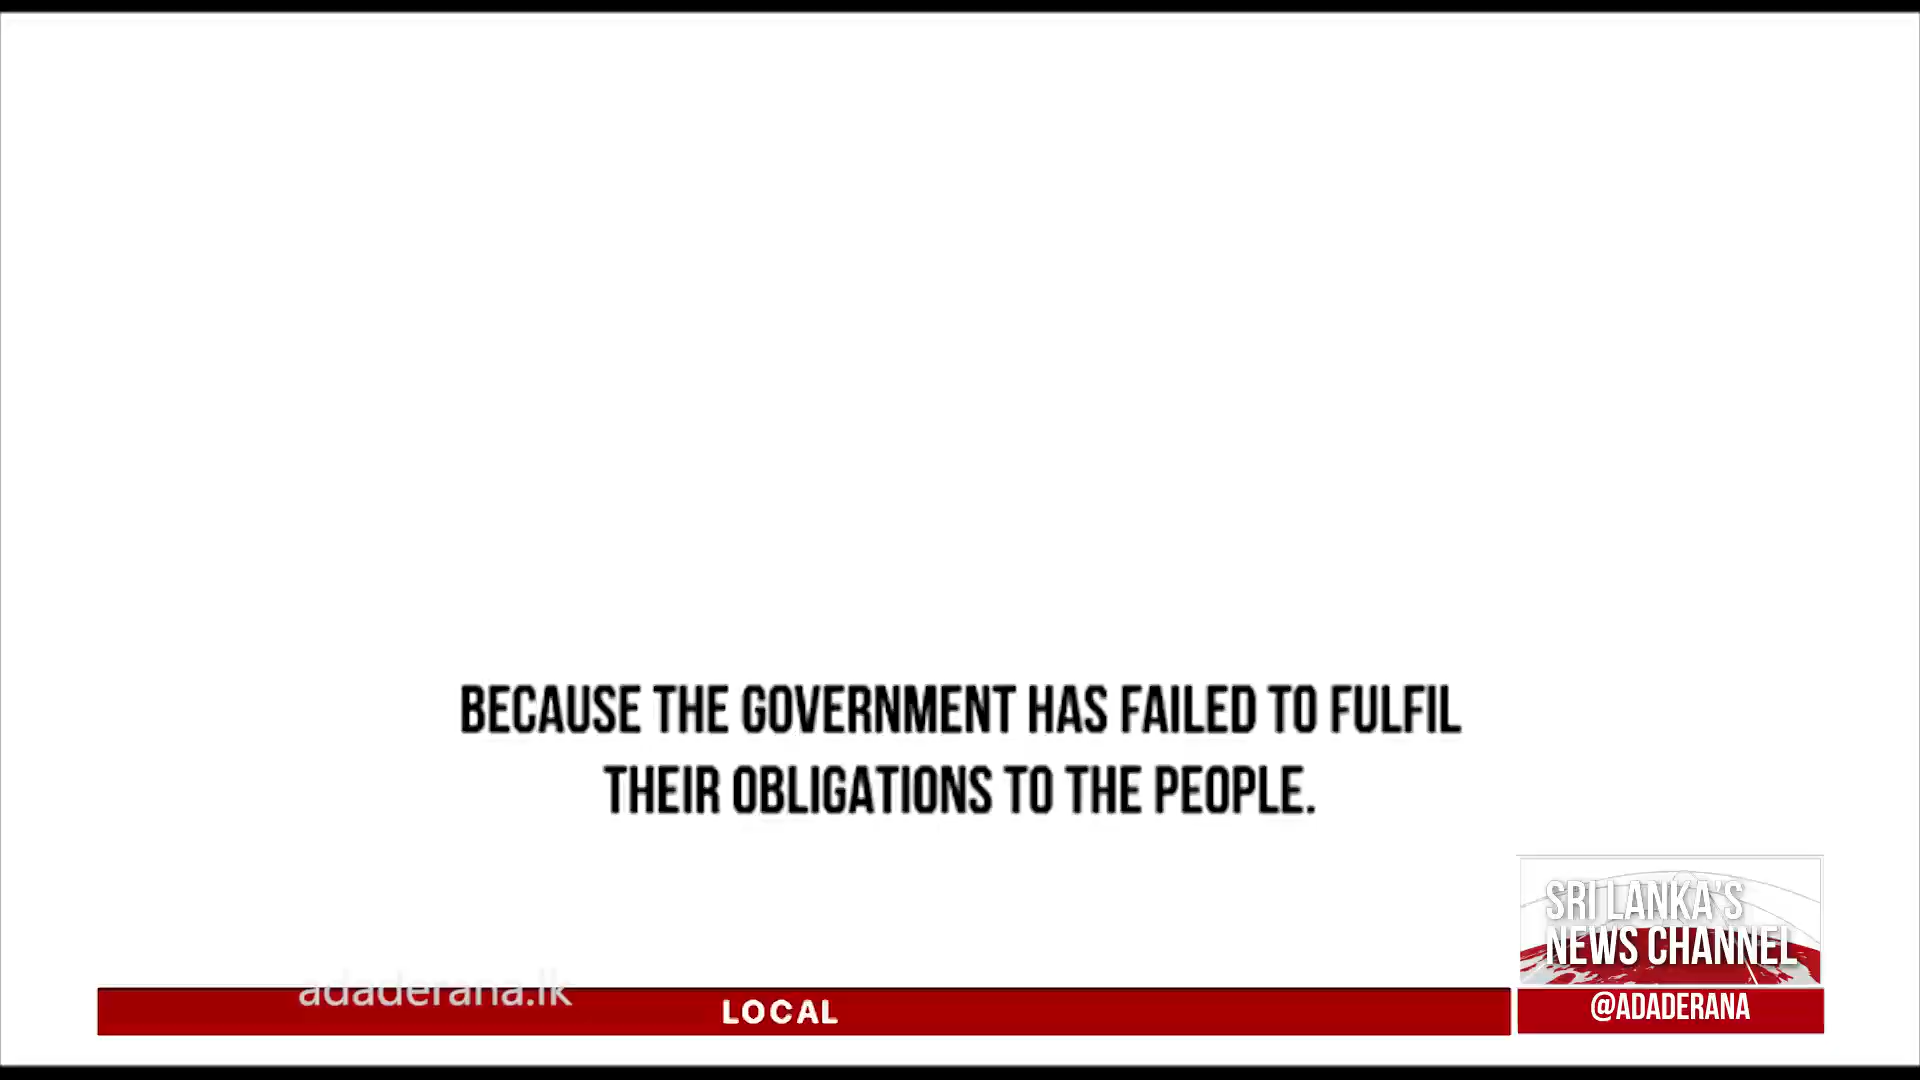 BECAUSE THE GOVERNMENT HAS FAILED TO FULFIL
THEIR OBLIGATIONS TO THE PEOPLE.
SRI LANKA'S
NEWS CHANNEL
adaderana.lk
LOCAL
@ADADERANA